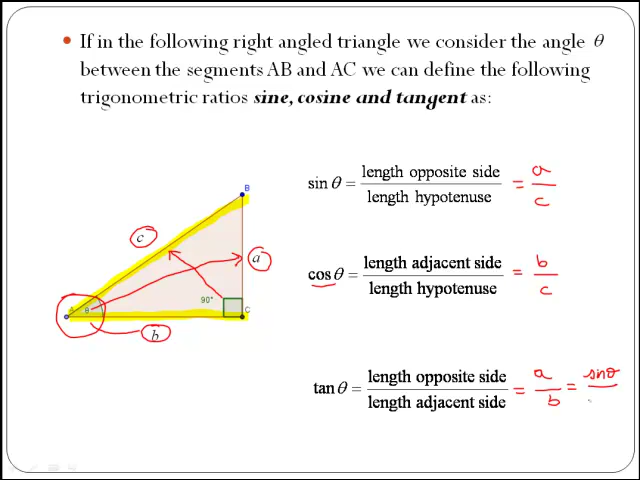 If in the following right angled triangle we consider the angle θ
between the segments AB and AC we can define the following
trigonometric ratios sine, cosine and tangent as:
sin θ = length opposite side / length hypotenuse = a / c
B
c
a
cos θ = length adjacent side / length hypotenuse = b / c
90°
A θ C
b
tan θ = length opposite side / length adjacent side = a / b = sinθ /